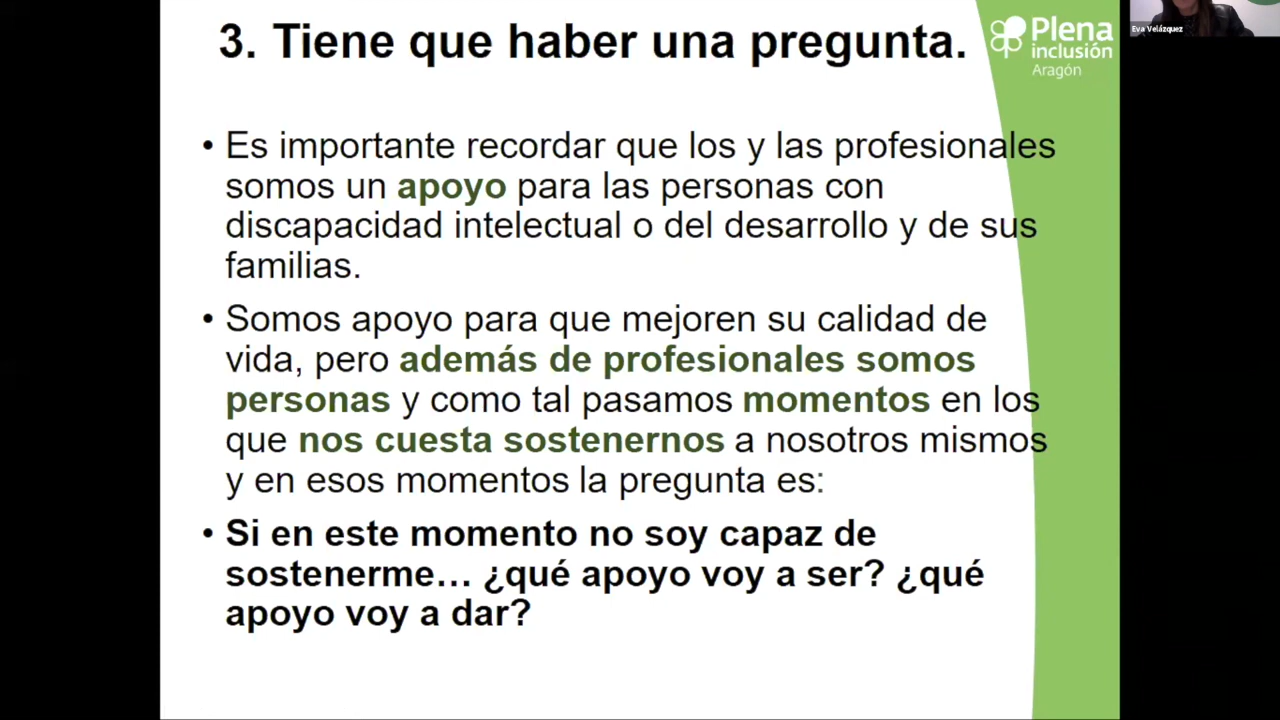 3. Tiene que haber una pregunta.
Plena
inclusión
Aragón
Eva Velázquez
• Es importante recordar que los y las profesionales
somos un apoyo para las personas con
discapacidad intelectual o del desarrollo y de sus
familias.
• Somos apoyo para que mejoren su calidad de
vida, pero además de profesionales somos
personas y como tal pasamos momentos en los
que nos cuesta sostenernos a nosotros mismos
y en esos momentos la pregunta es:
• Si en este momento no soy capaz de
sostenerme... ¿qué apoyo voy a ser? ¿qué
apoyo voy a dar?